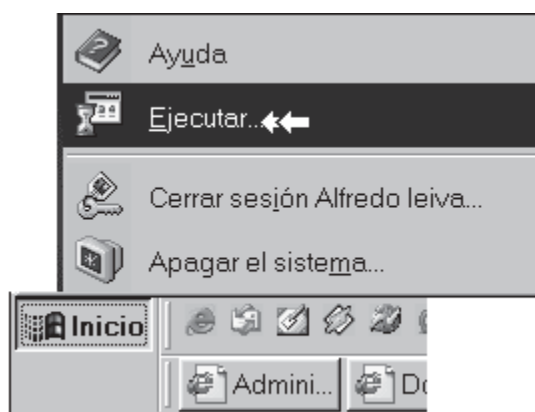 Ayuda
Ejecutar...
Cerrar sesión Alfredo leiva...
Apagar el sistema...
Inicio
Admini...